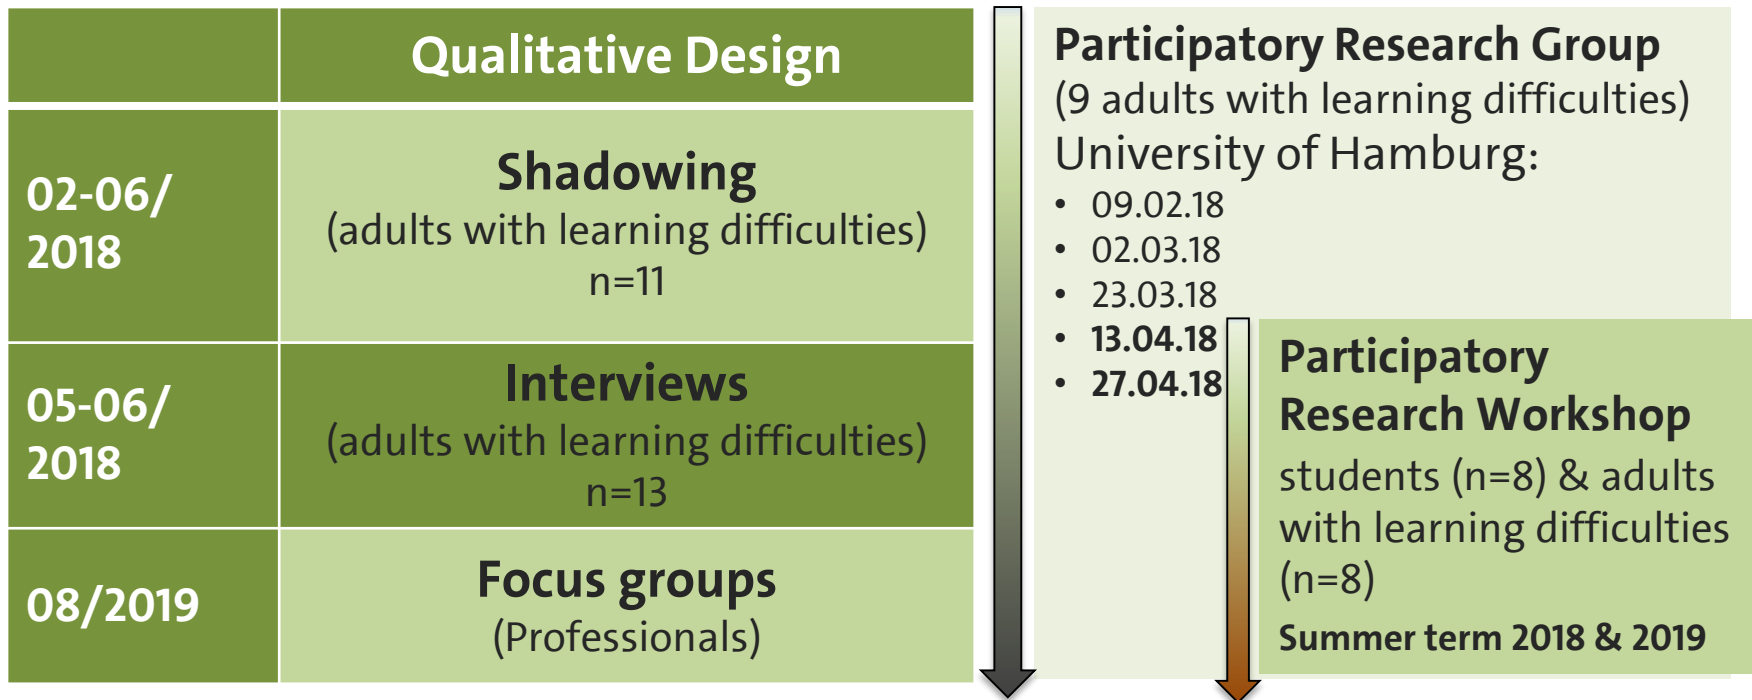 Qualitative Design
02-06/
2018
Shadowing
(adults with learning difficulties)
n=11
05-06/
2018
Interviews
(adults with learning difficulties)
n=13
08/2019
Focus groups
(Professionals)
Participatory Research Group
(9 adults with learning difficulties)
University of Hamburg:
• 09.02.18
• 02.03.18
• 23.03.18
• 13.04.18
• 27.04.18
Participatory
Research Workshop
students (n=8) & adults
with learning difficulties
(n=8)
Summer term 2018 & 2019